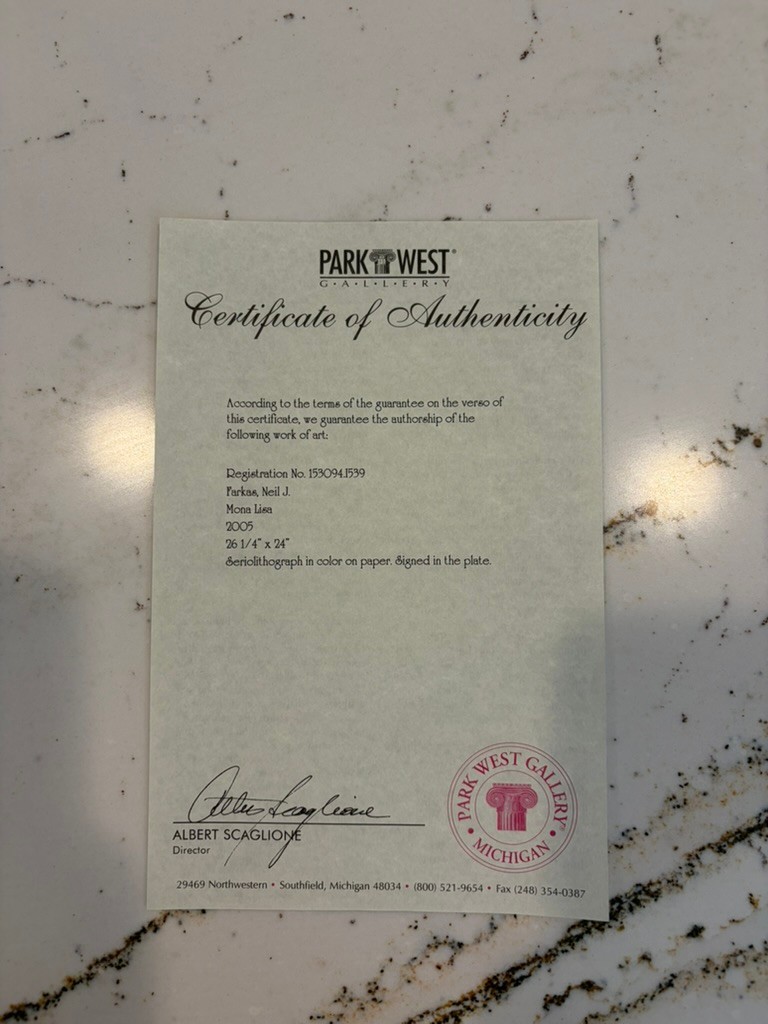 PARK WEST®
G·A·L·L·E·R·Y
Certificate of Authenticity
According to the terms of the guarantee on the verso of
this certificate, we guarantee the authorship of the
following work of art:
Registration No. 153094.1539
Farkas, Neil J.
Mona Lisa
2005
26 1/4" x 24"
Seriolithograph in color on paper. Signed in the plate.
Albert Scaglione
ALBERT SCAGLIONE
Director
PARK WEST GALLERY®
• MICHIGAN •
29469 Northwestern • Southfield, Michigan 48034 • (800) 521-9654 • Fax (248) 354-0387